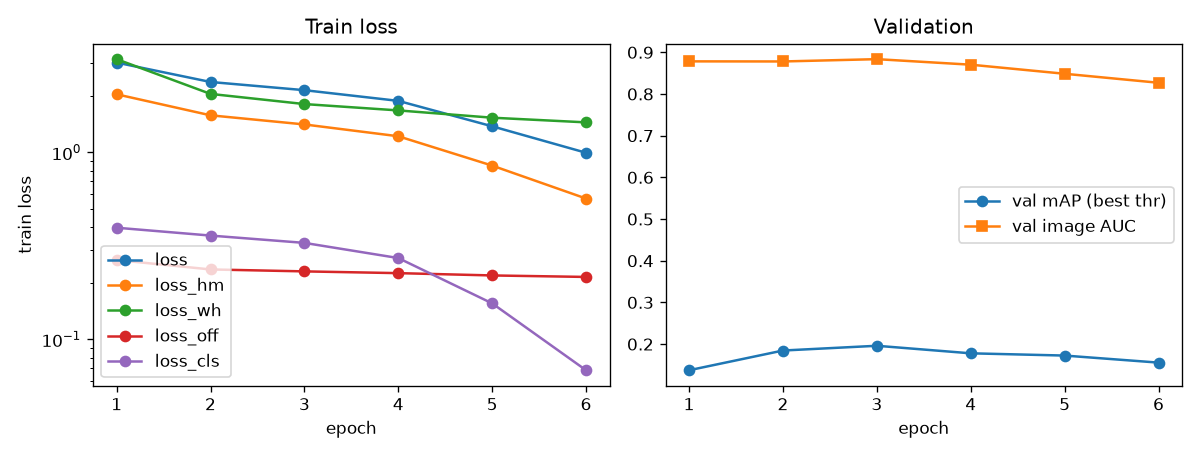 Train loss
train loss
10⁰
10⁻¹
loss
loss_hm
loss_wh
loss_off
loss_cls
1 2 3 4 5 6
epoch
Validation
0.9
0.8
0.7
0.6
0.5
0.4
0.3
0.2
val mAP (best thr)
val image AUC
1 2 3 4 5 6
epoch